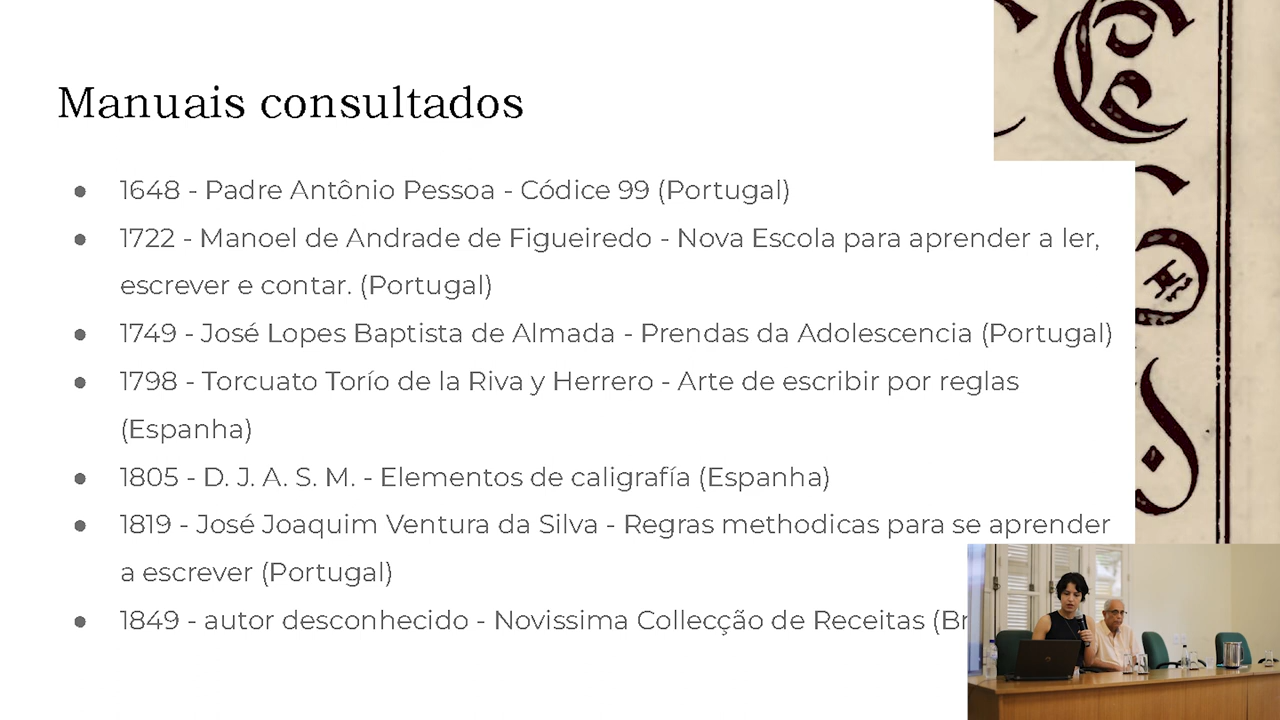 Manuais consultados
● 1648 - Padre Antônio Pessoa - Códice 99 (Portugal)
● 1722 - Manoel de Andrade de Figueiredo - Nova Escola para aprender a ler,
escrever e contar. (Portugal)
● 1749 - José Lopes Baptista de Almada - Prendas da Adolescencia (Portugal)
● 1798 - Torcuato Torío de la Riva y Herrero - Arte de escribir por reglas
(Espanha)
● 1805 - D. J. A. S. M. - Elementos de caligrafía (Espanha)
● 1819 - José Joaquim Ventura da Silva - Regras methodicas para se aprender
a escrever (Portugal)
● 1849 - autor desconhecido - Novissima Collecção de Receitas (Br